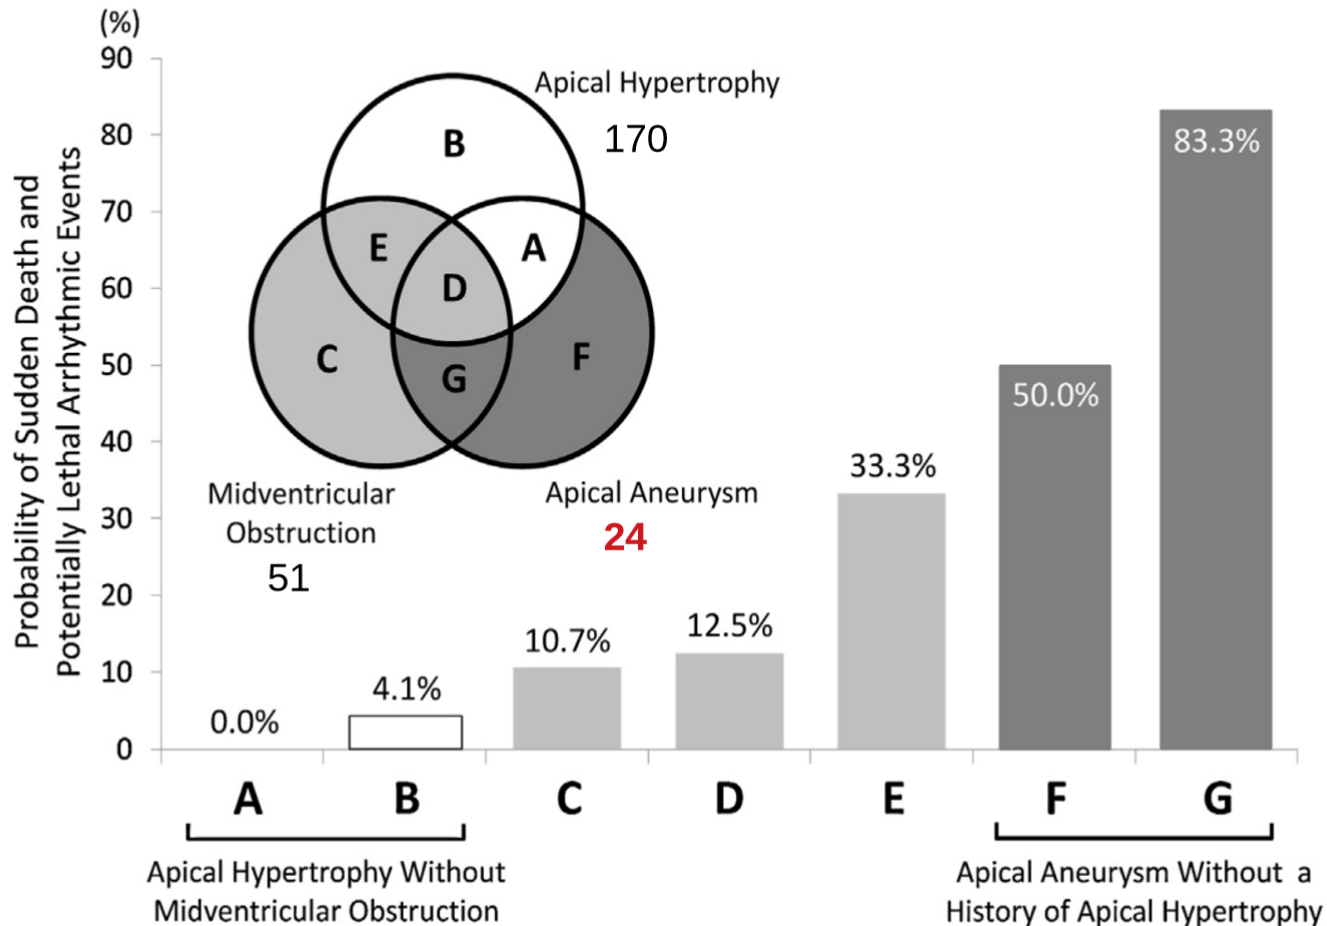 (%)
90
80
70
60
50
40
30
20
10
0
Probability of Sudden Death and
Potentially Lethal Arrhythmic Events
Apical Hypertrophy
170
B
E
A
D
C
G
F
Midventricular
Obstruction
51
Apical Aneurysm
24
0.0%
4.1%
10.7%
12.5%
33.3%
50.0%
83.3%
A
B
C
D
E
F
G
Apical Hypertrophy Without
Midventricular Obstruction
Apical Aneurysm Without a
History of Apical Hypertrophy